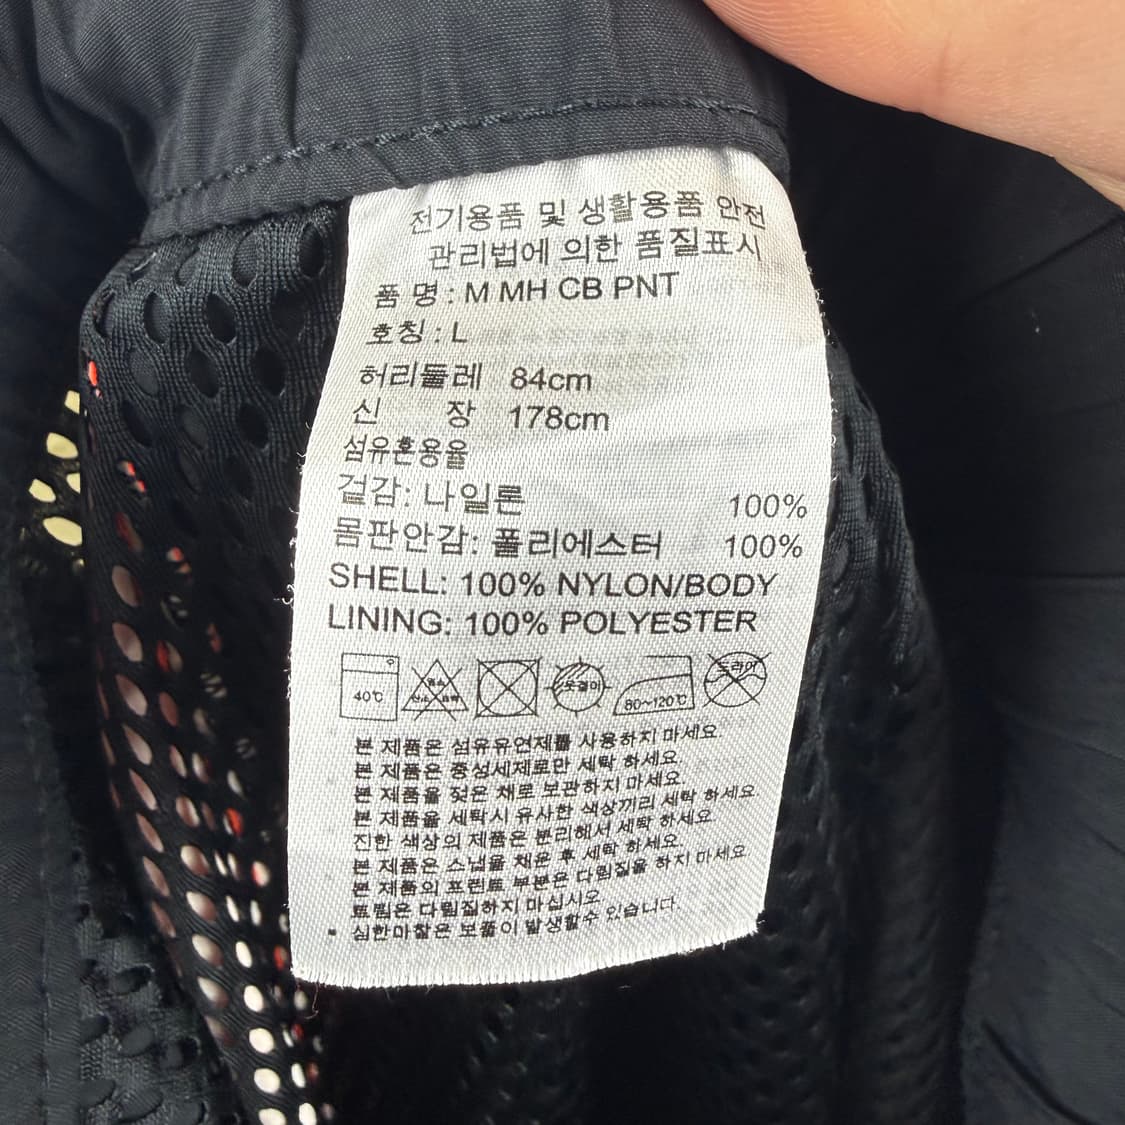 전기용품 및 생활용품 안전
관리법에 의한 품질표시
품 명 : M MH CB PNT
호칭 : L
허리둘레 84cm
신 장 178cm
섬유혼용율
겉감: 나일론 100%
몸판안감: 폴리에스터 100%
SHELL: 100% NYLON/BODY
LINING: 100% POLYESTER
40℃
80~120℃
드라이
본 제품은 섬유유연제를 사용하지 마세요
본 제품은 중성세제로만 세탁 하세요
본 제품을 젖은 채로 보관하지 마세요
본 제품을 세탁시 유사한 색상끼리 세탁 하세요
진한 색상의 제품은 분리해서 세탁 하세요.
본 제품은 스냅을 채운 후 세탁 하세요.
본 제품의 프린트 부분은 다림질을 하지 마세요.
트림은 다림질하지 마십시오
심한마찰은 보풀이 발생할수 있습니다.